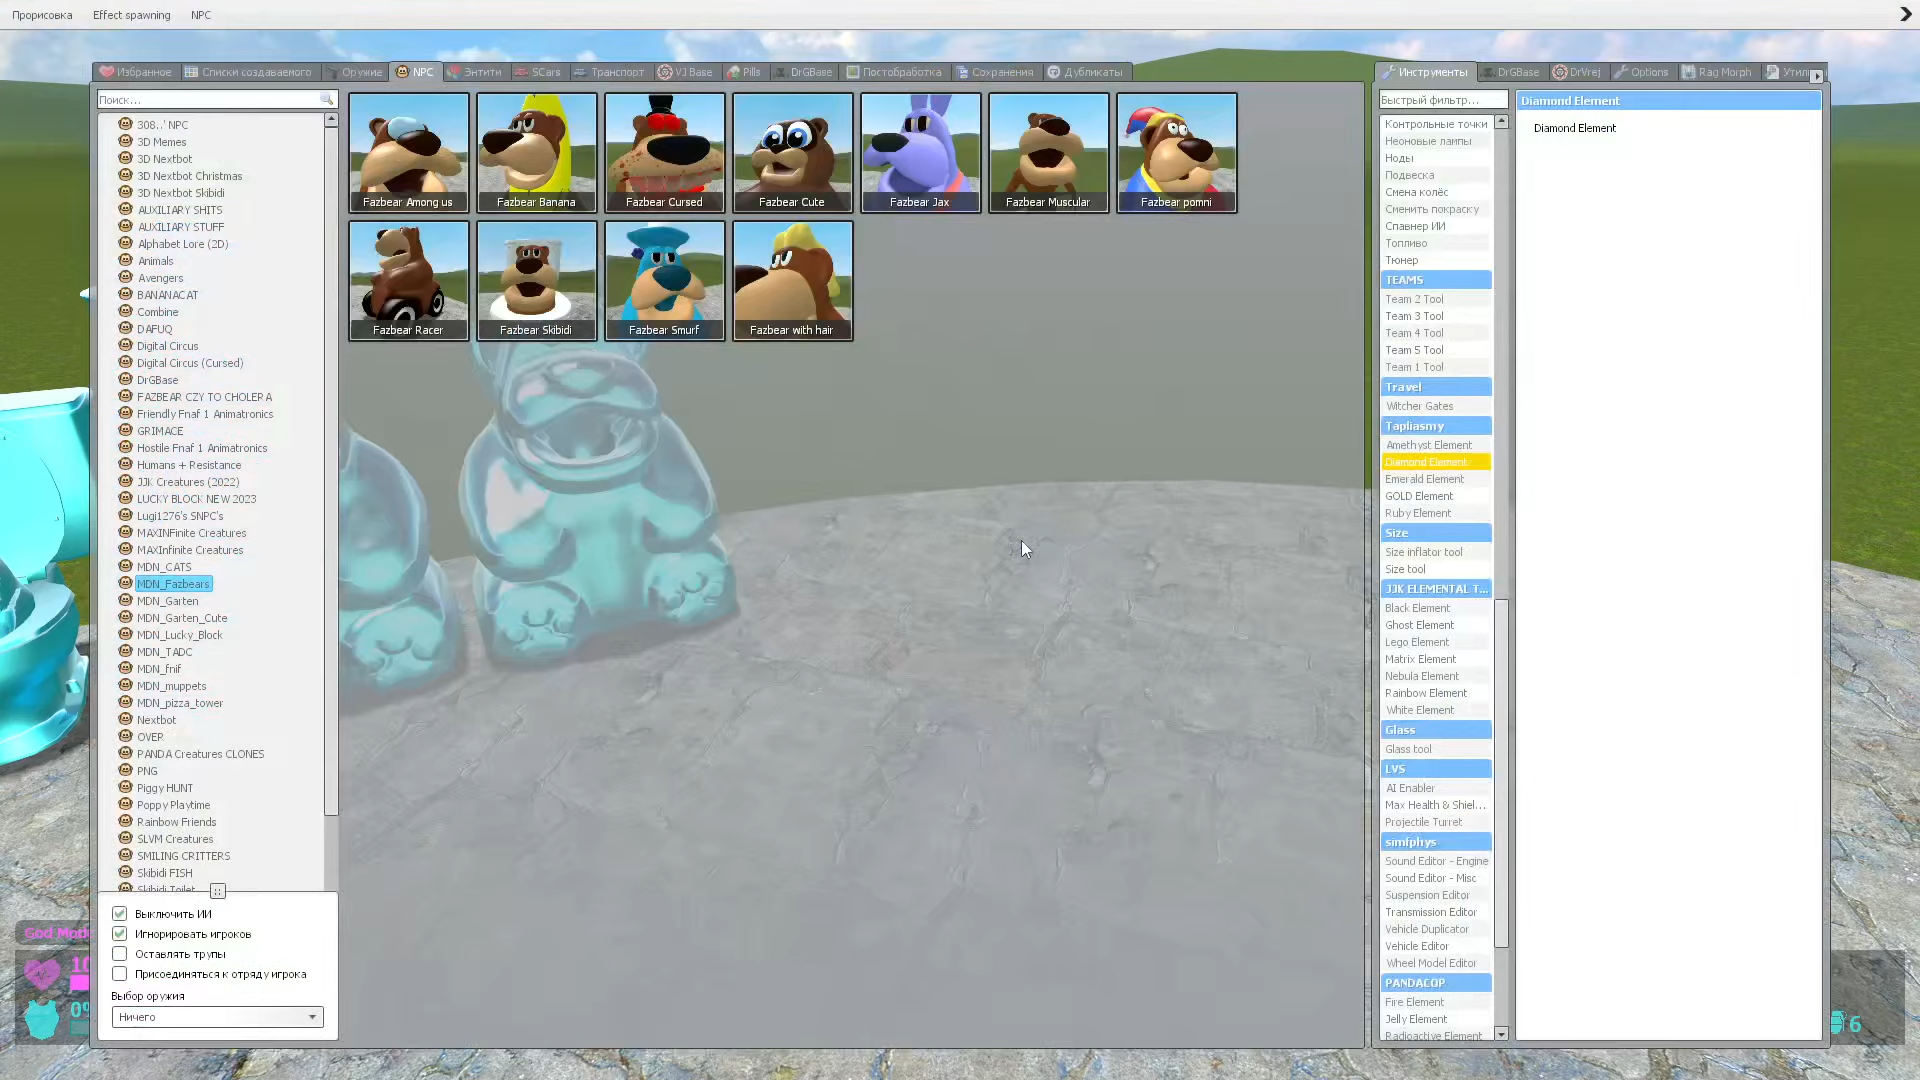 Прорисовка Effect spawning NPC
Избранное Списки создаваемого Оружие NPC Энтити SCars Транспорт VJ Base Pills DrGBase Постобработка Сохранения Дубликаты
Поиск...
308..' NPC
3D Memes
3D Nextbot
3D Nextbot Christmas
3D Nextbot Skibidi
AUXILIARY SHITS
AUXILIARY STUFF
Alphabet Lore (2D)
Animals
Avengers
BANANACAT
Combine
DAFUQ
Digital Circus
Digital Circus (Cursed)
DrGBase
FAZBEAR CZY TO CHOLERA
Friendly Fnaf 1 Animatronics
GRIMACE
Hostile Fnaf 1 Animatronics
Humans + Resistance
JJK Creatures (2022)
LUCKY BLOCK NEW 2023
Lugi1276's SNPC's
MAXINFinite Creatures
MAXInfinite Creatures
MDN_CATS
MDN_Fazbears
MDN_Garten
MDN_Garten_Cute
MDN_Lucky_Block
MDN_TADC
MDN_fnif
MDN_muppets
MDN_pizza_tower
Nextbot
OVER
PANDA Creatures CLONES
PNG
Piggy HUNT
Poppy Playtime
Rainbow Friends
SLVM Creatures
SMILING CRITTERS
Skibidi FISH
Skibidi Toilet
Выключить ИИ
Игнорировать игроков
Оставлять трупы
Присоединяться к отряду игрока
Выбор оружия
Ничего
Fazbear Among us Fazbear Banana Fazbear Cursed Fazbear Cute Fazbear Jax Fazbear Muscular Fazbear pomni
Fazbear Racer Fazbear Skibidi Fazbear Smurf Fazbear with hair
Инструменты DrGBase DrVrej Options Rag Morph Утили
Быстрый фильтр...
Контрольные точки
Неоновые лампы
Ноды
Подвеска
Смена колёс
Сменить покраску
Спавнер ИИ
Топливо
Тюнер
TEAMS
Team 2 Tool
Team 3 Tool
Team 4 Tool
Team 5 Tool
Team 1 Tool
Travel
Witcher Gates
Tapliasmy
Amethyst Element
Diamond Element
Emerald Element
GOLD Element
Ruby Element
Size
Size inflator tool
Size tool
JJK ELEMENTAL T...
Black Element
Ghost Element
Lego Element
Matrix Element
Nebula Element
Rainbow Element
White Element
Glass
Glass tool
LVS
AI Enabler
Max Health & Shiel...
Projectile Turret
simfphys
Sound Editor - Engine
Sound Editor - Misc
Suspension Editor
Transmission Editor
Vehicle Duplicator
Vehicle Editor
Wheel Model Editor
PANDACOP
Fire Element
Jelly Element
Radioactive Element
Diamond Element
Diamond Element
God Mod
10
0%
6